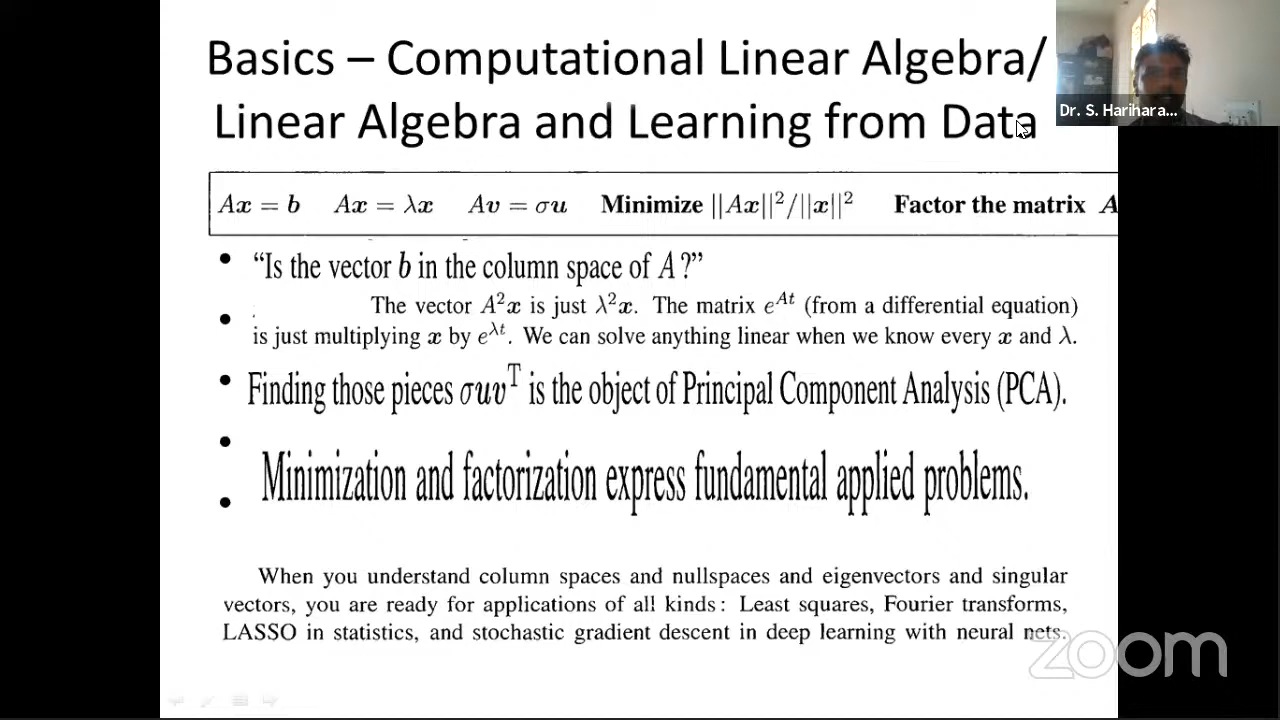 Basics – Computational Linear Algebra/
Linear Algebra and Learning from Data
Dr. S. Harihara...
Ax = b Ax = λx Av = σu Minimize ||Ax||²/||x||² Factor the matrix A
• “Is the vector b in the column space of A?”
• The vector A²x is just λ²x. The matrix e^{At} (from a differential equation)
is just multiplying x by e^{λt}. We can solve anything linear when we know every x and λ.
• Finding those pieces σuv^T is the object of Principal Component Analysis (PCA).
•
• Minimization and factorization express fundamental applied problems.
When you understand column spaces and nullspaces and eigenvectors and singular
vectors, you are ready for applications of all kinds: Least squares, Fourier transforms,
LASSO in statistics, and stochastic gradient descent in deep learning with neural nets.
zoom